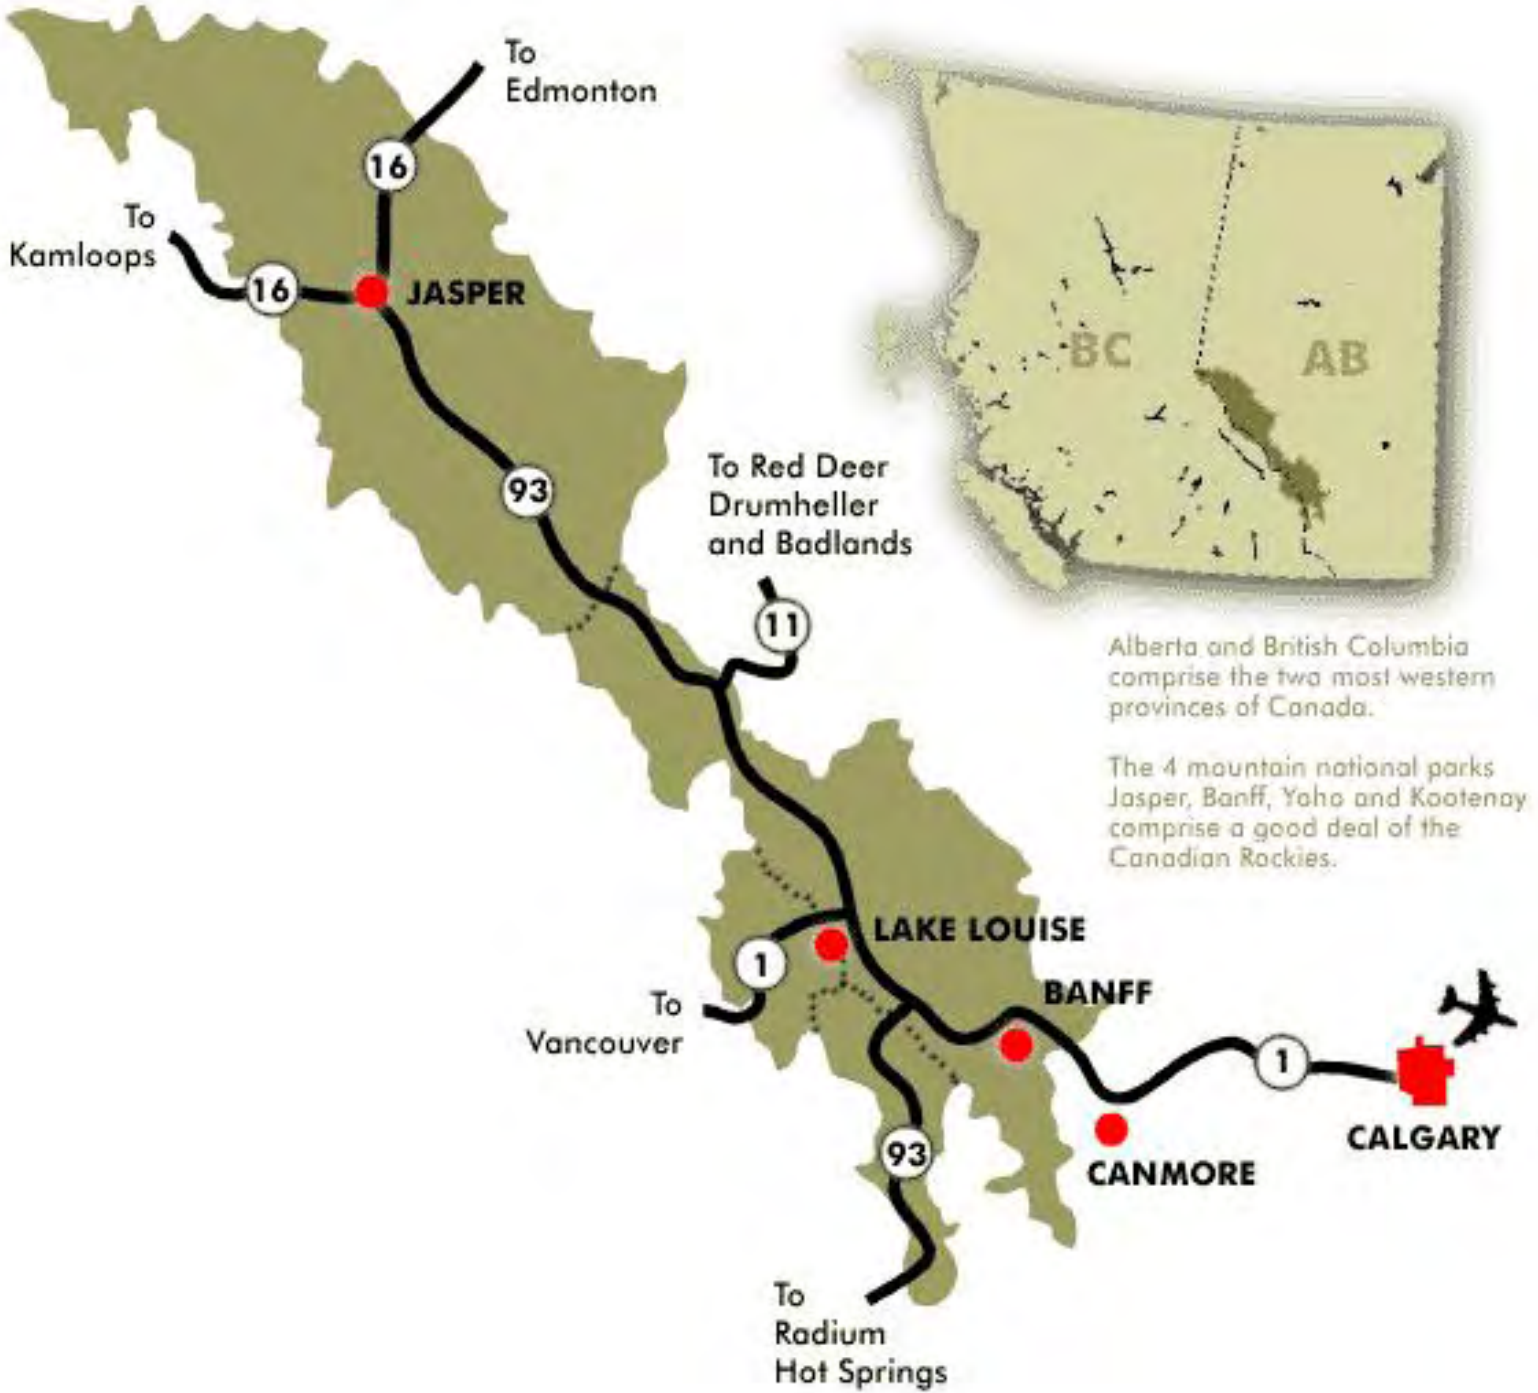 To
Edmonton
16
To
Kamloops
16
JASPER
BC
AB
93
To Red Deer
Drumheller
and Badlands
11
Alberta and British Columbia
comprise the two most western
provinces of Canada.
The 4 mountain national parks
Jasper, Banff, Yoho and Kootenay
comprise a good deal of the
Canadian Rockies.
LAKE LOUISE
1
To
Vancouver
BANFF
1
CALGARY
CANMORE
93
To
Radium
Hot Springs